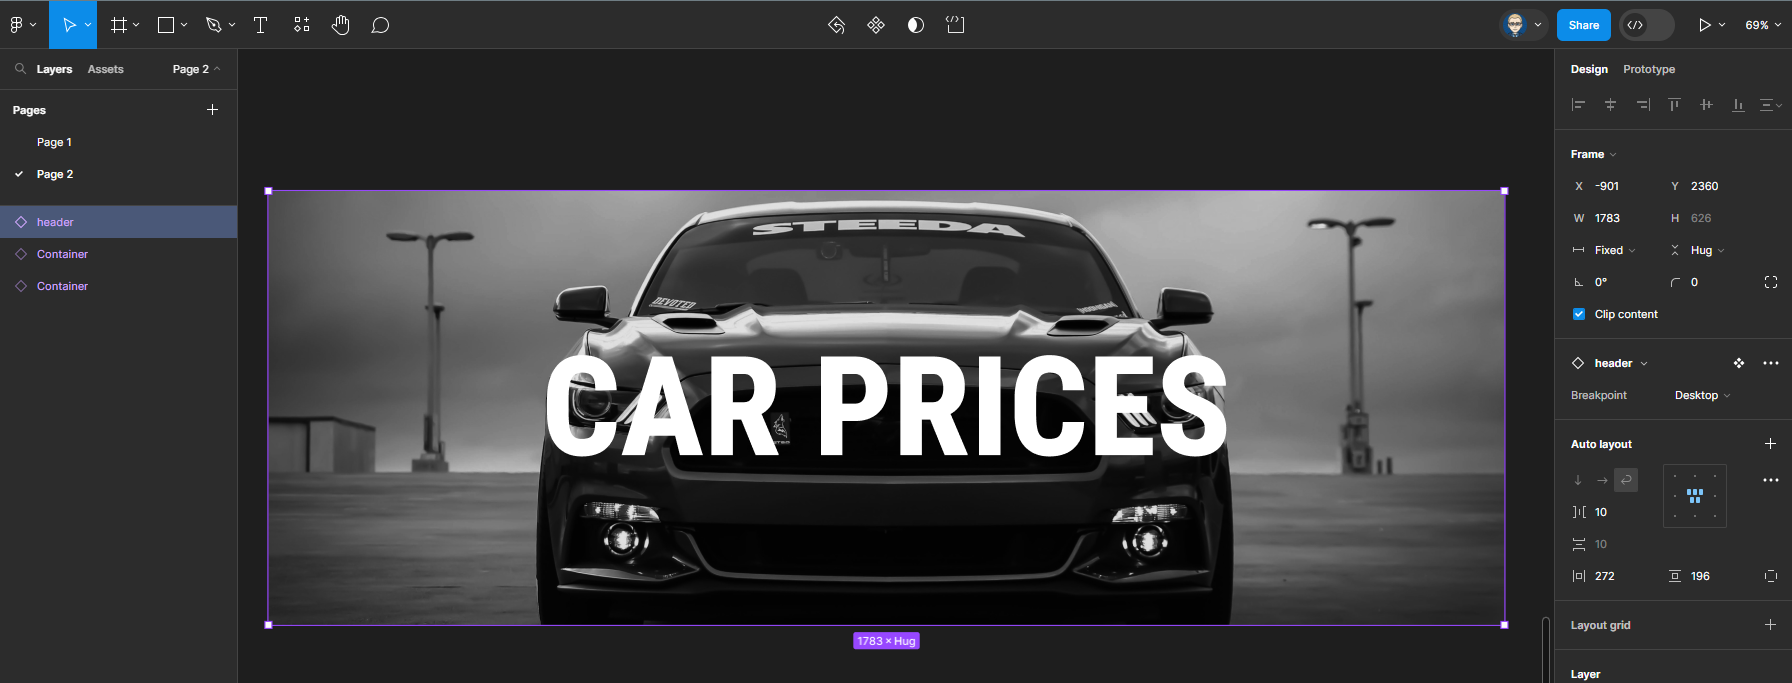 Share
69%
Layers
Assets
Page 2
Design
Prototype
Pages
Page 1
Page 2
header
Container
Container
STEEDA
DEVOTED
HOONIGAN
CAR PRICES
1783 × Hug
Frame
X -901
Y 2360
W 1783
H 626
Fixed
Hug
0°
0
Clip content
header
Breakpoint
Desktop
Auto layout
10
10
272
196
Layout grid
Layer